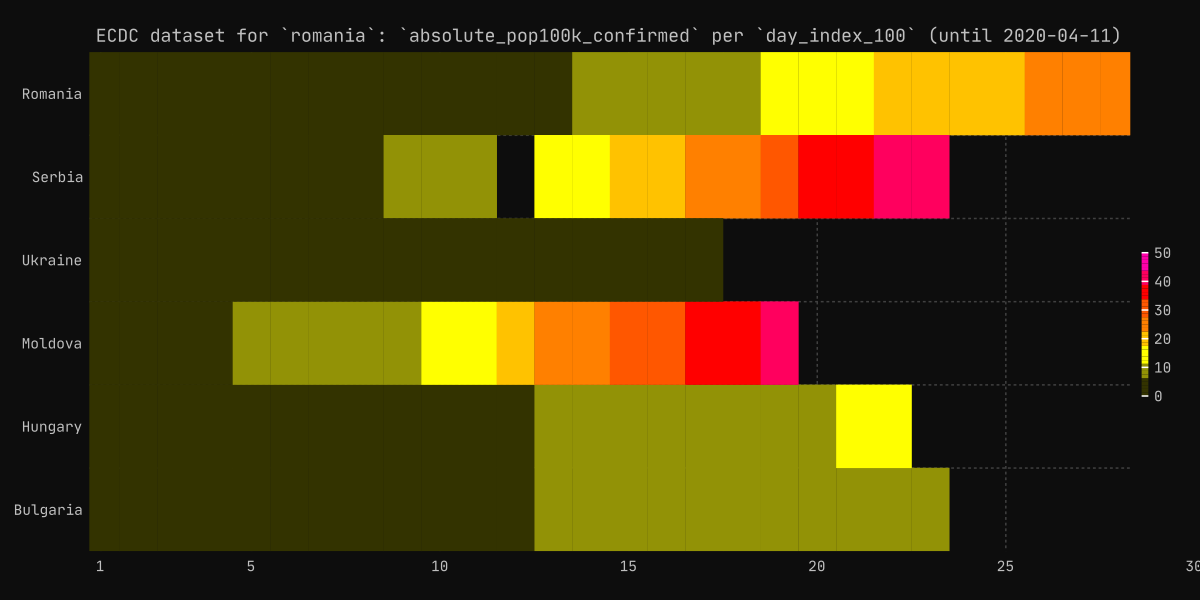 ECDC dataset for `romania`: `absolute_pop100k_confirmed` per `day_index_100` (until 2020-04-11)
Romania
Serbia
Ukraine
Moldova
Hungary
Bulgaria
50
40
30
20
10
0
1 5 10 15 20 25 30